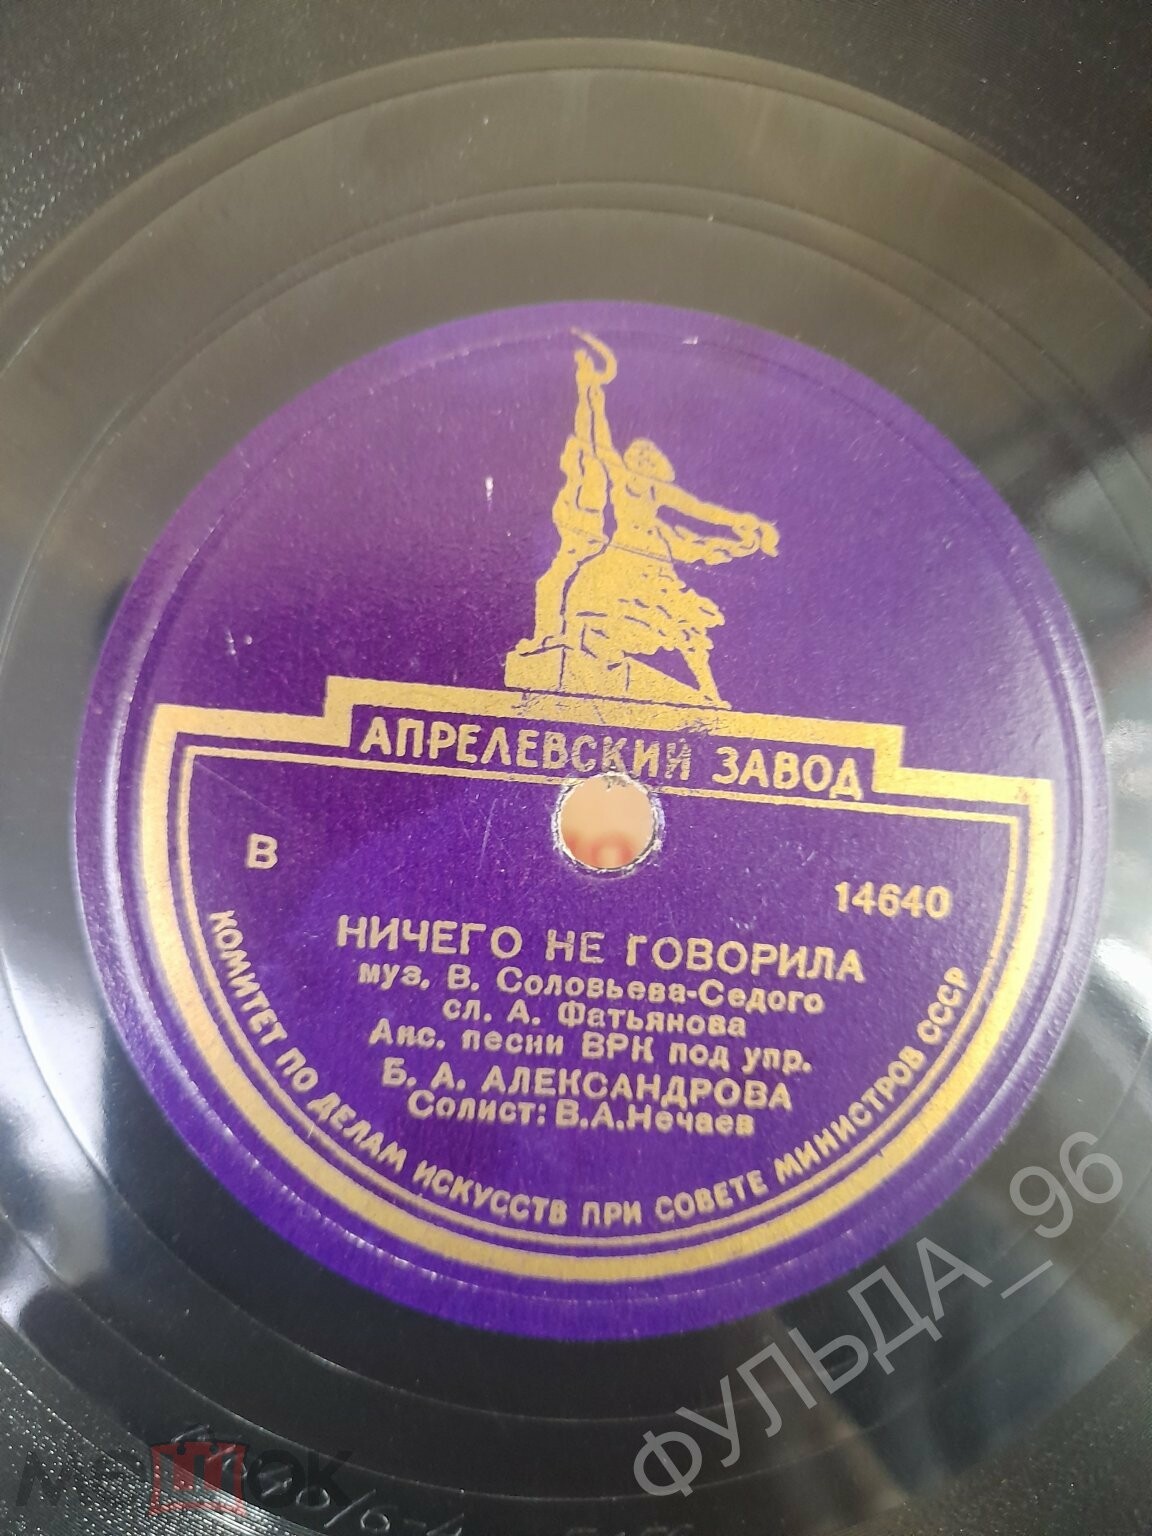 АПРЕЛЕВСКИЙ ЗАВОД
В
14640
НИЧЕГО НЕ ГОВОРИЛА
муз. В. Соловьева-Седого
сл. А. Фатьянова
Анс. песни ВРК под упр.
Б. А. АЛЕКСАНДРОВА
Солист: В.А.Нечаев
КОМИТЕТ ПО ДЕЛАМ ИСКУССТВ ПРИ СОВЕТЕ МИНИСТРОВ СССР
ФУЛЬДА_96
мешок